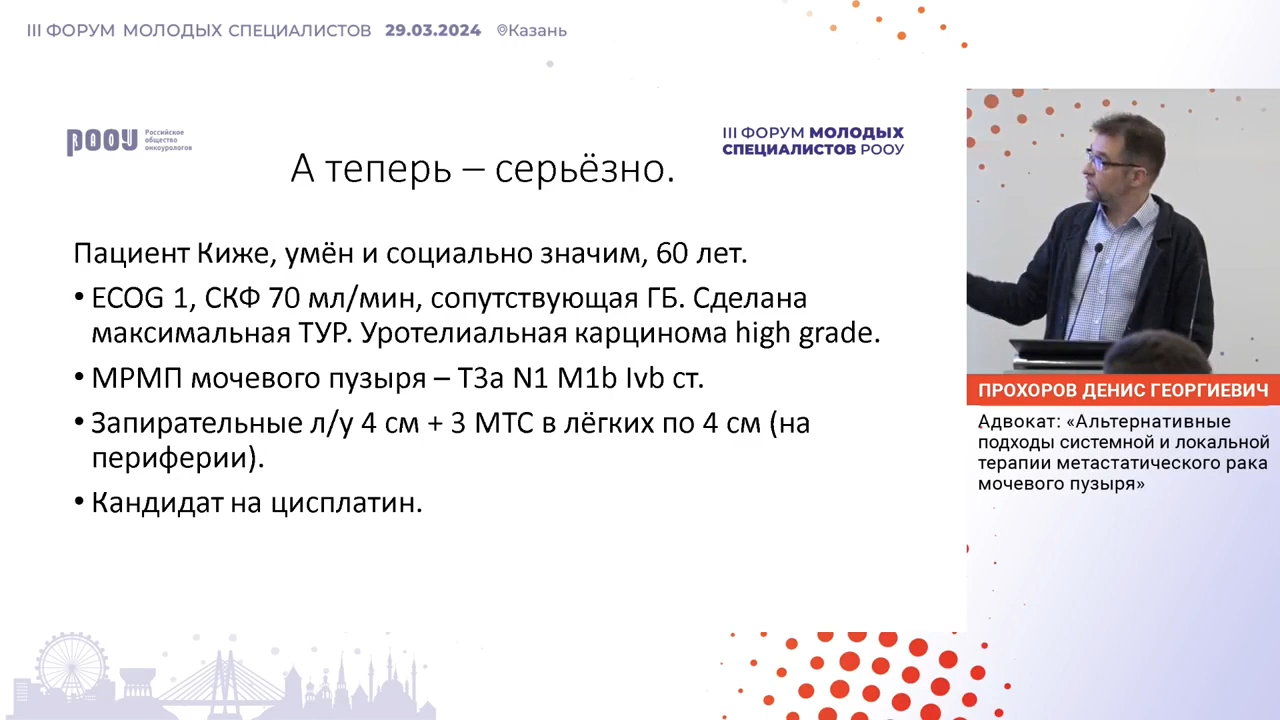 III ФОРУМ МОЛОДЫХ СПЕЦИАЛИСТОВ 29.03.2024 Казань
РООУ Российское
общество
онкоурологов
III ФОРУМ МОЛОДЫХ
СПЕЦИАЛИСТОВ РООУ
А теперь – серьёзно.
Пациент Киже, умён и социально значим, 60 лет.
• ECOG 1, СКФ 70 мл/мин, сопутствующая ГБ. Сделана
максимальная ТУР. Уротелиальная карцинома high grade.
• МРМП мочевого пузыря – T3a N1 M1b Ivb ст.
• Запирательные л/у 4 см + 3 МТС в лёгких по 4 см (на
периферии).
• Кандидат на цисплатин.
ПРОХОРОВ ДЕНИС ГЕОРГИЕВИЧ
Адвокат: «Альтернативные
подходы системной и локальной
терапии метастатического рака
мочевого пузыря»